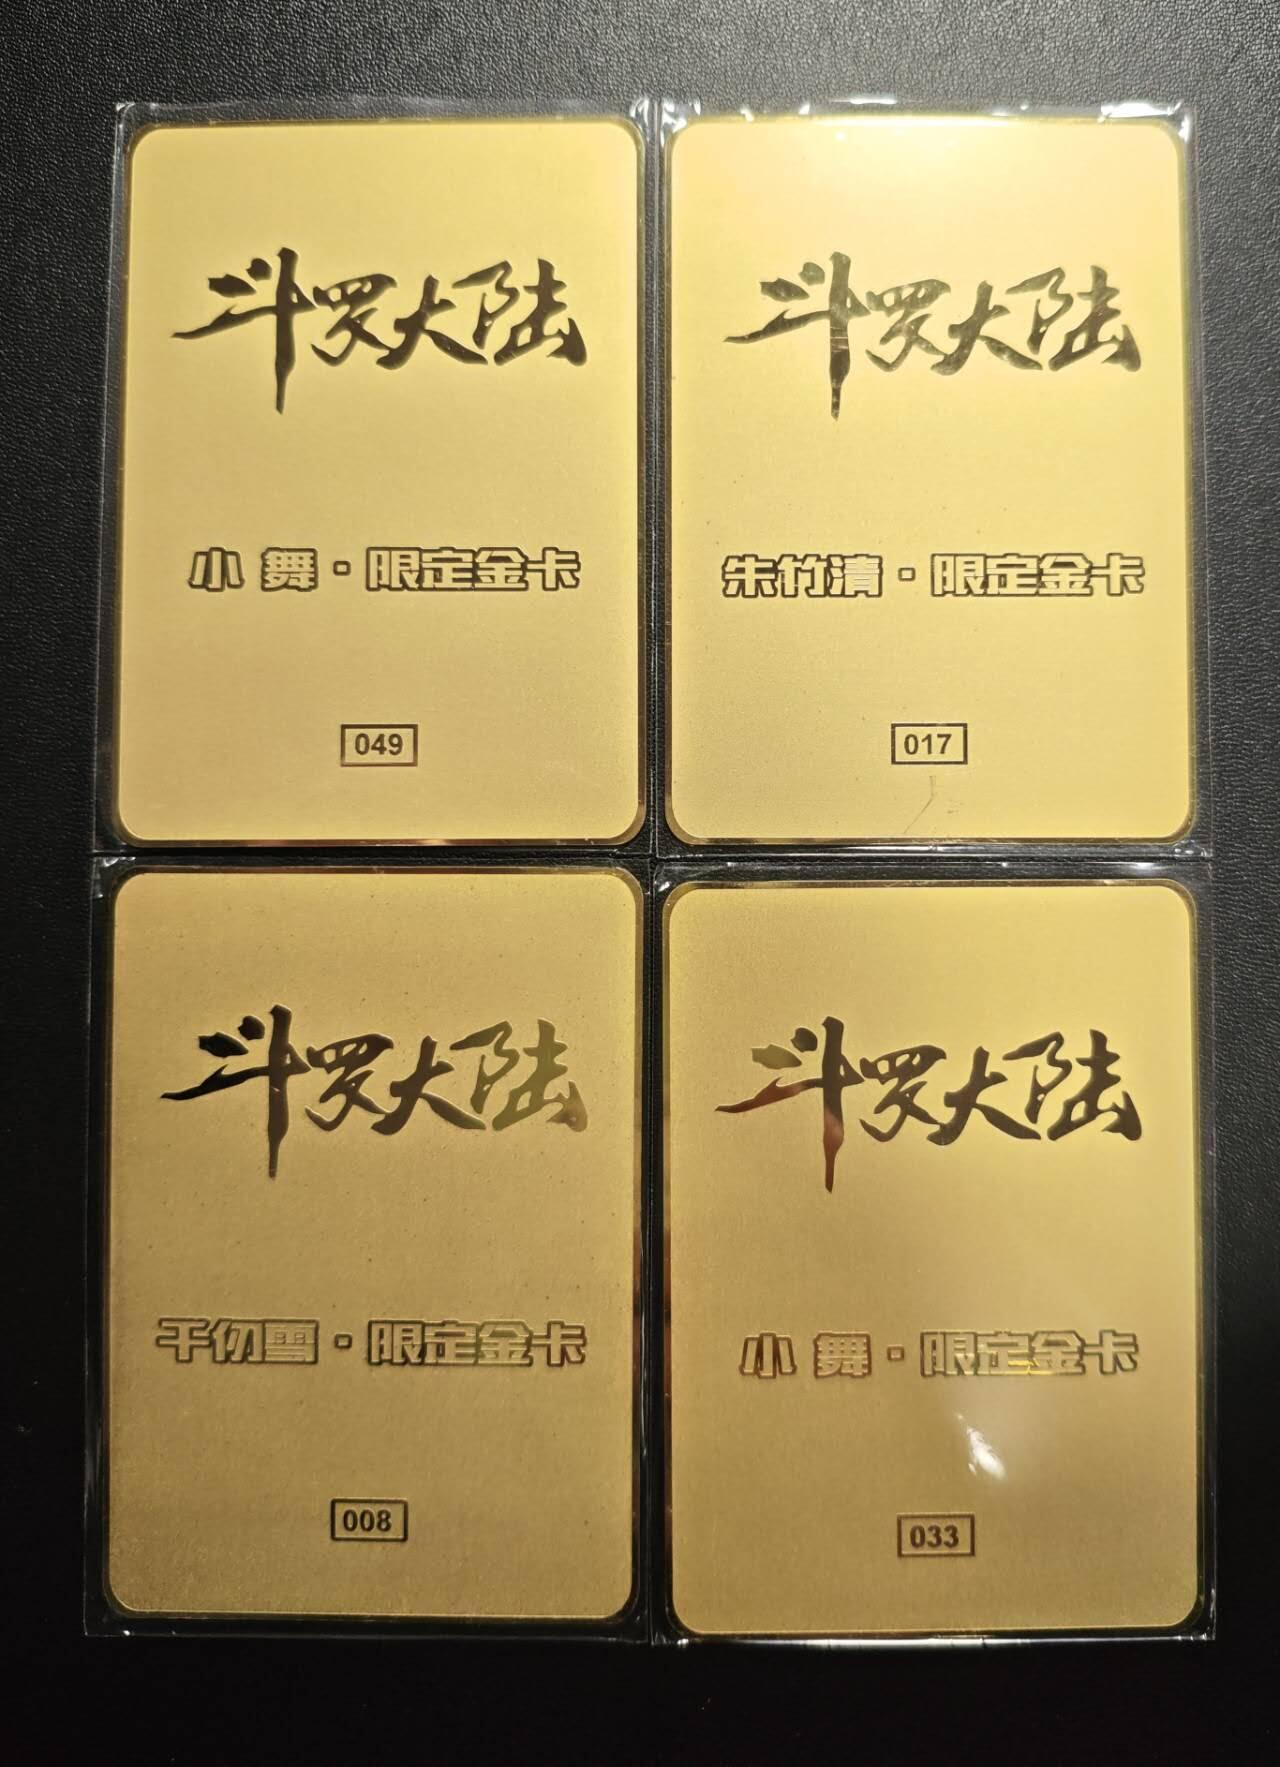 斗罗大陆
小舞·限定金卡
049
斗罗大陆
朱竹清·限定金卡
017
斗罗大陆
千仞雪·限定金卡
008
斗罗大陆
小舞·限定金卡
033